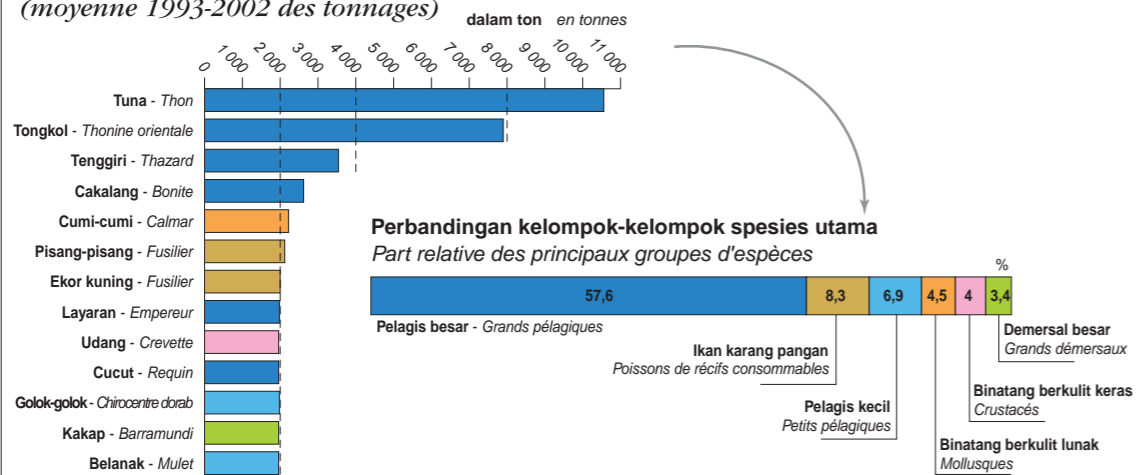 (moyenne 1993-2002 des tonnages)
dalam ton en tonnes
0 1 000 2 000 3 000 4 000 5 000 6 000 7 000 8 000 9 000 10 000 11 000
Tuna - Thon
Tongkol - Thonine orientale
Tenggiri - Thazard
Cakalang - Bonite
Cumi-cumi - Calmar
Pisang-pisang - Fusilier
Ekor kuning - Fusilier
Layaran - Empereur
Udang - Crevette
Cucut - Requin
Golok-golok - Chirocentre dorab
Kakap - Barramundi
Belanak - Mulet
Perbandingan kelompok-kelompok spesies utama
Part relative des principaux groupes d'espèces
%
57,6 8,3 6,9 4,5 4 3,4
Pelagis besar - Grands pélagiques
Ikan karang pangan
Poissons de récifs consommables
Pelagis kecil
Petits pélagiques
Demersal besar
Grands démersaux
Binatang berkulit keras
Crustacés
Binatang berkulit lunak
Mollusques